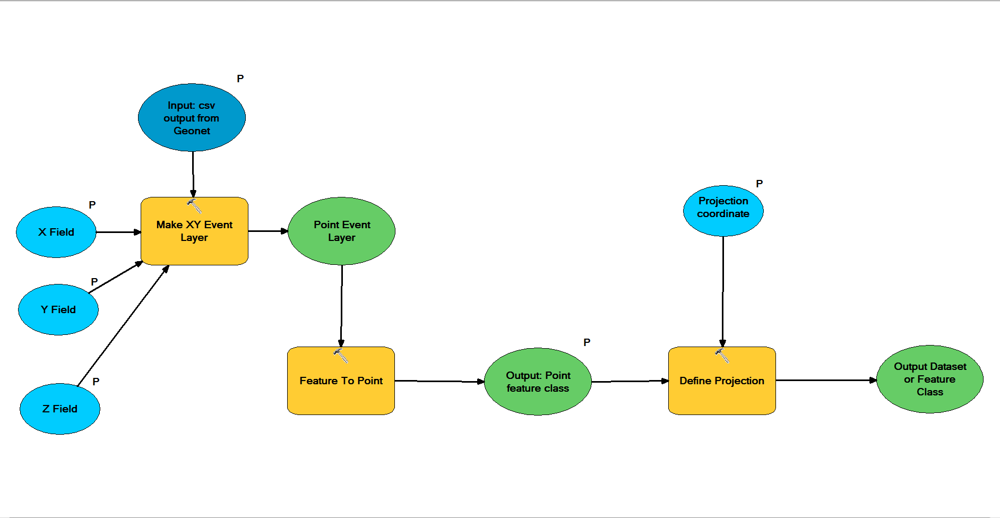 P
Input: csv
output from
Geonet
P
X Field
Make XY Event
Layer
Point Event
Layer
P
Projection
coordinate
P
Y Field
P
Z Field
Feature To Point
P
Output: Point
feature class
Define Projection
Output Dataset
or Feature
Class